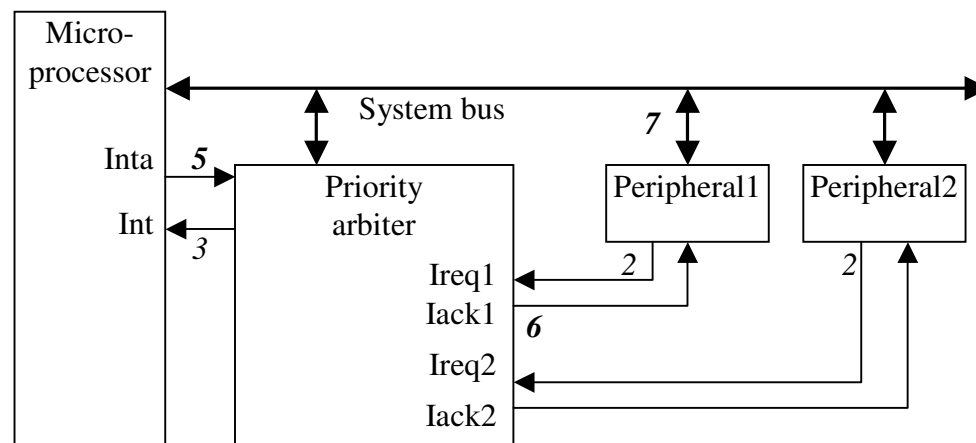 Micro-
processor
System bus
7
Inta
5
Priority
arbiter
Peripheral1
Peripheral2
Int
3
2
2
Ireq1
Iack1
6
Ireq2
Iack2